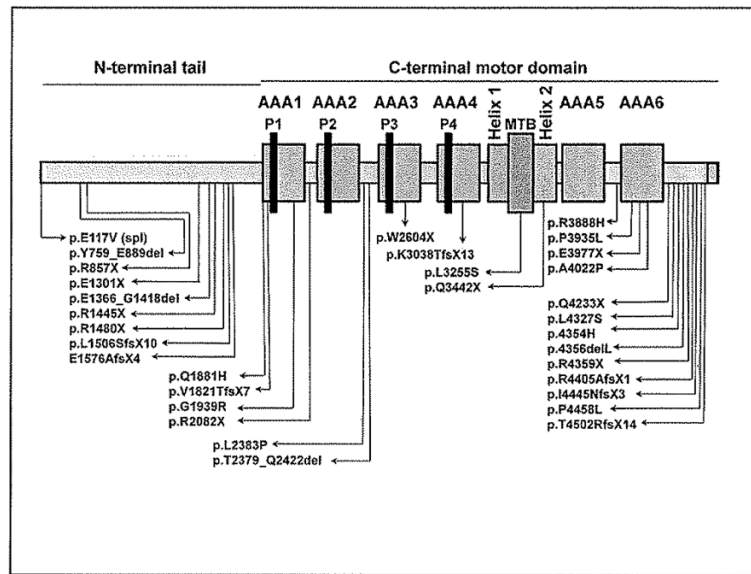 N-terminal tail
C-terminal motor domain
AAA1 AAA2 AAA3 AAA4 Helix 1 MTB Helix 2 AAA5 AAA6
P1 P2 P3 P4
p.E117V (spl)
p.Y759_E889del
p.R857X
p.E1301X
p.E1366_G1418del
p.R1445X
p.R1480X
p.L1506SfsX10
E1576AfsX4
p.Q1881H
p.V1821TfsX7
p.G1939R
p.R2082X
p.L2383P
p.T2379_Q2422del
p.W2604X
p.K3038TfsX13
p.L3255S
p.Q3442X
p.R3888H
p.P3935L
p.E3977X
p.A4022P
p.Q4233X
p.L4327S
p.4354H
p.4356delL
p.R4359X
p.R4405AfsX1
p.I4445NfsX3
p.P4458L
p.T4502RfsX14